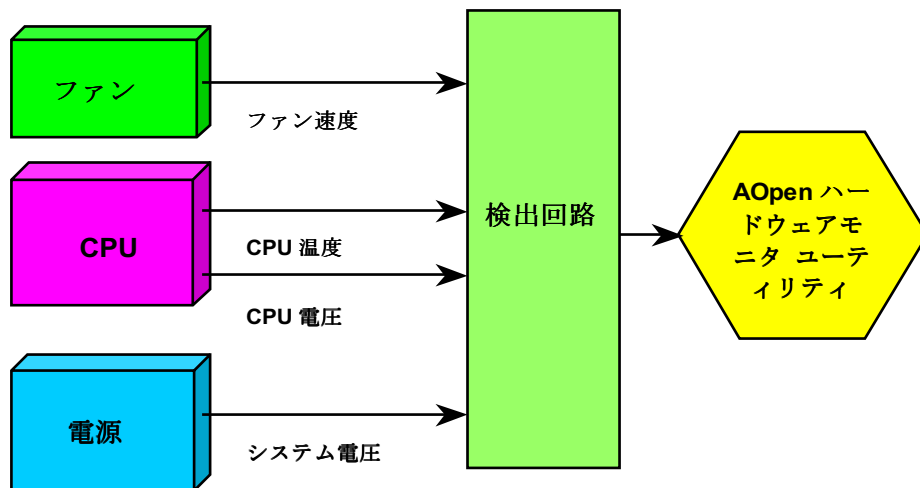 ファン
ファン速度
CPU
CPU 温度
CPU 電圧
電源
システム電圧
検出回路
AOpen ハー
ドウェアモ
ニタ ユーテ
ィリティ